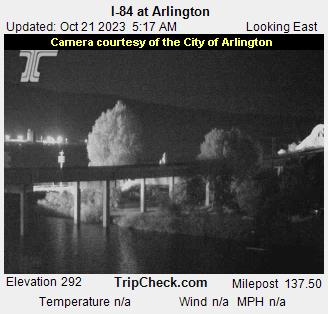 I-84 at Arlington
Updated: Oct 21 2023 5:17 AM Looking East
Camera courtesy of the City of Arlington
Elevation 292 TripCheck.com Milepost 137.50
Temperature n/a Wind n/a MPH n/a